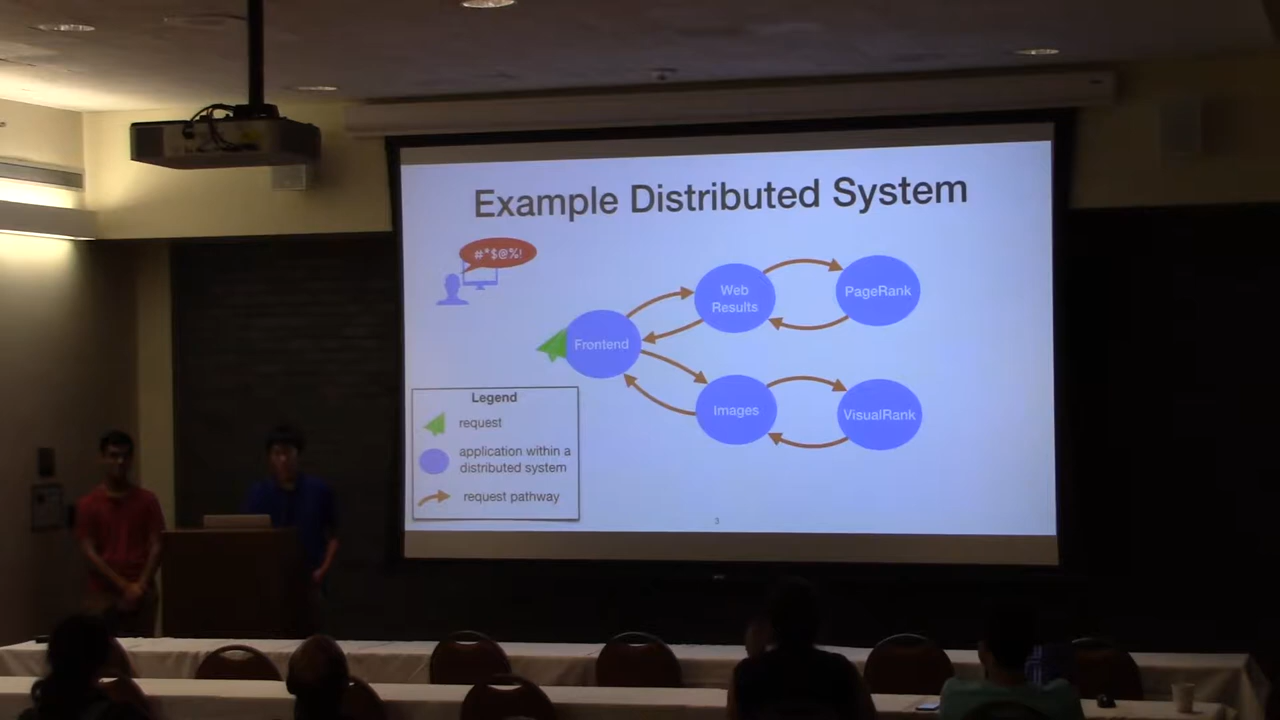 Example Distributed System
#*$@%!
Web
Results
PageRank
Frontend
Images
VisualRank
Legend
request
application within a
distributed system
request pathway
3